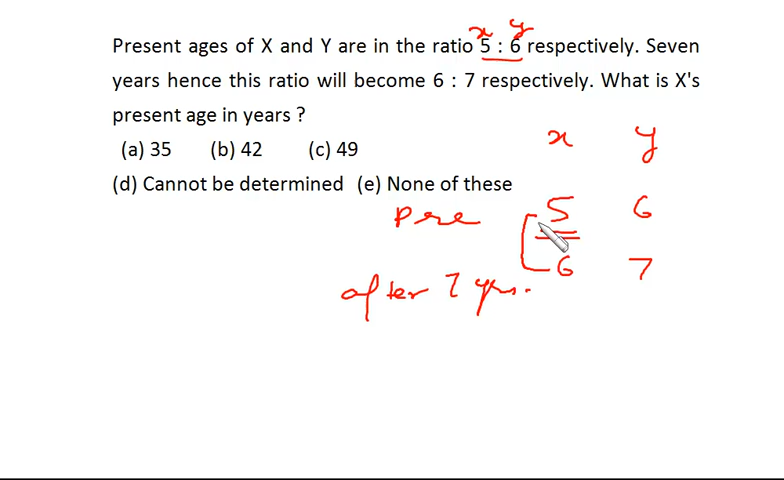 x y
Present ages of X and Y are in the ratio 5 : 6 respectively. Seven
years hence this ratio will become 6 : 7 respectively. What is X's
present age in years ?
(a) 35 (b) 42 (c) 49
(d) Cannot be determined (e) None of these
x y
Pre 5 6
after 7 yrs. 6 7